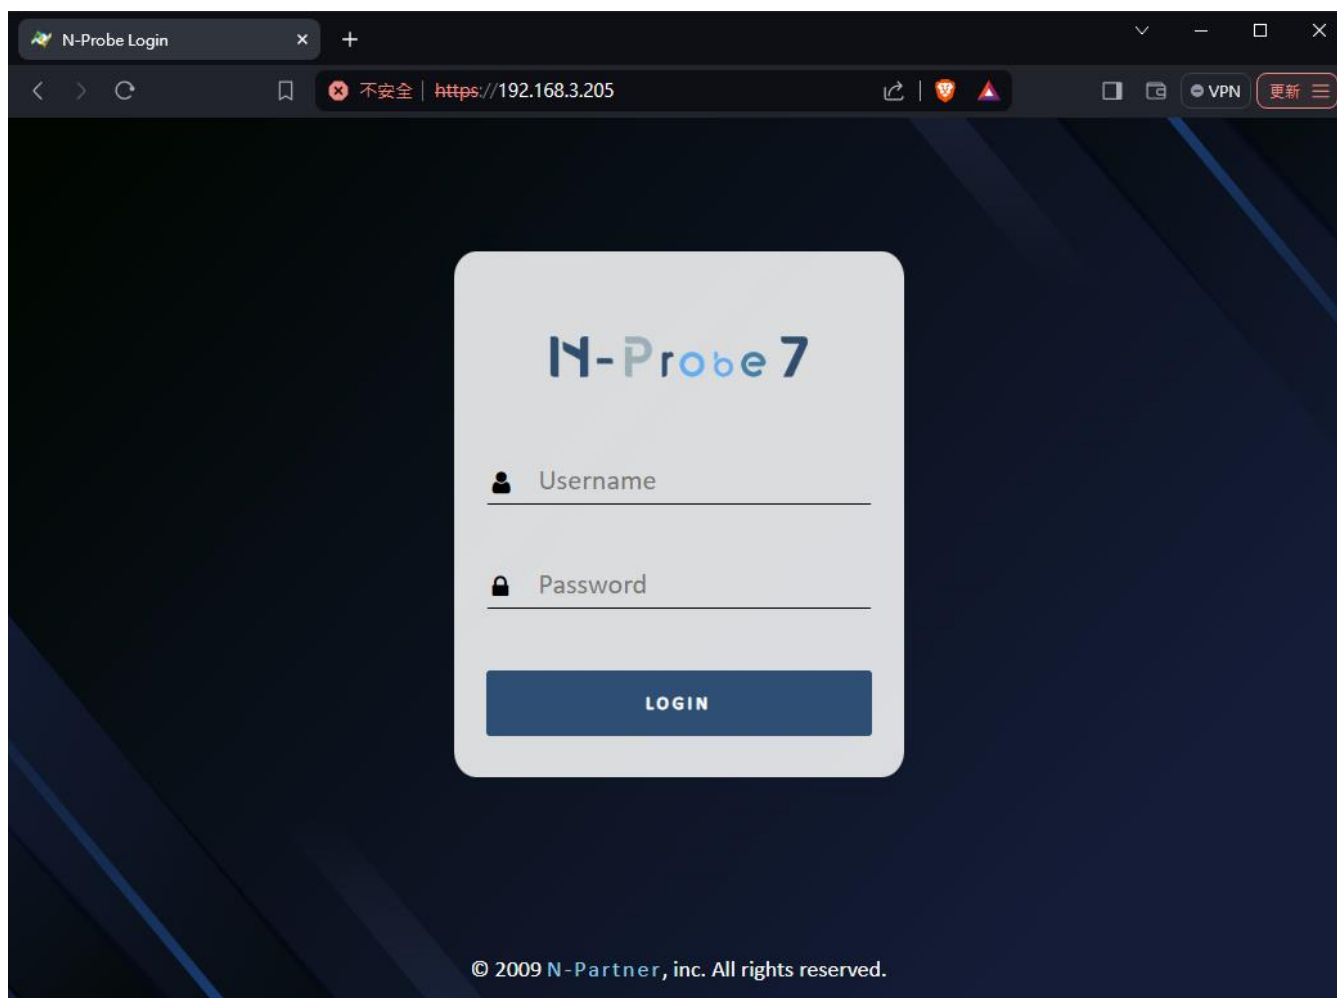 N-Probe Login
不安全 https://192.168.3.205
VPN
更新
N-Probe 7
Username
Password
LOGIN
© 2009 N-Partner, inc. All rights reserved.